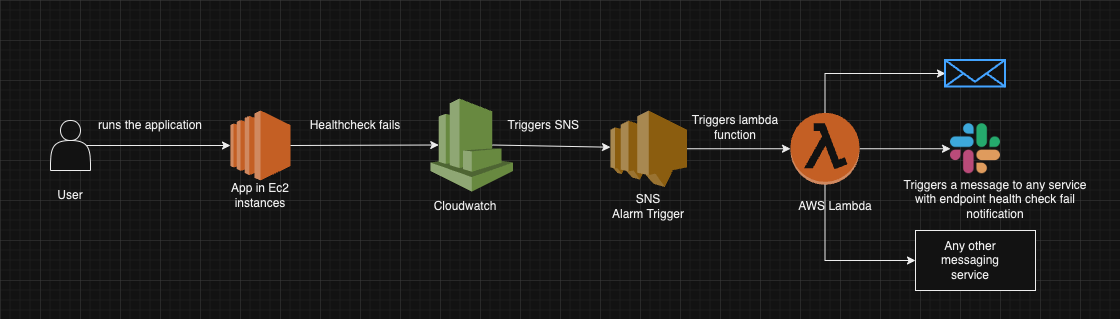 runs the application
Healthcheck fails
Triggers SNS
Triggers lambda
function
User
App in Ec2
instances
Cloudwatch
SNS
Alarm Trigger
AWS Lambda
Triggers a message to any service
with endpoint health check fail
notification
Any other
messaging
service